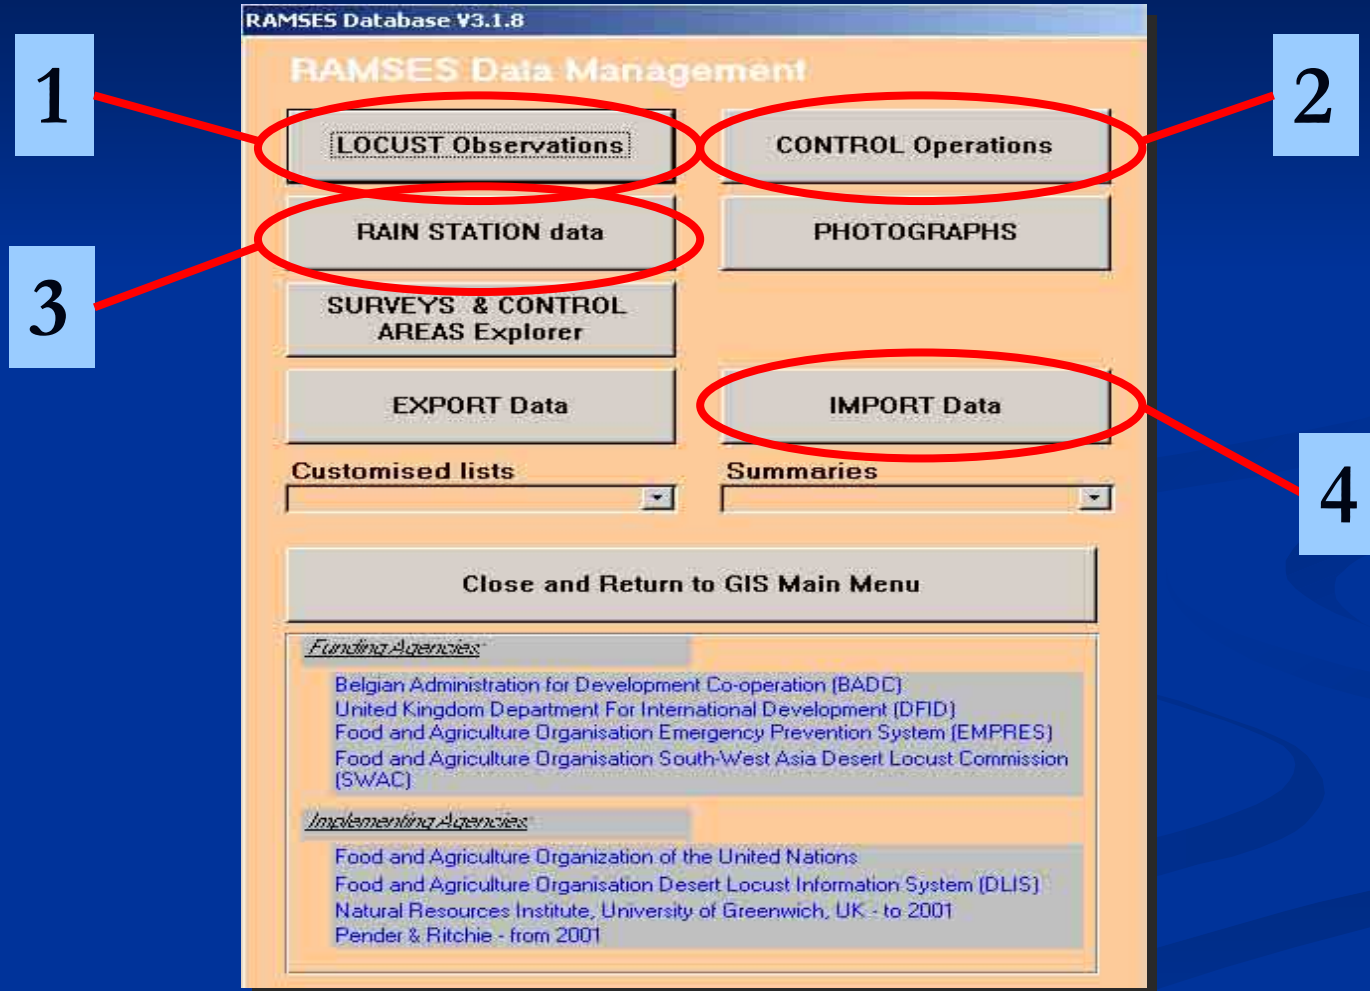 RAMSES Database V3.1.8
RAMSES Data Management
1
2
LOCUST Observations
CONTROL Operations
RAIN STATION data
PHOTOGRAPHS
3
SURVEYS & CONTROL
AREAS Explorer
EXPORT Data
IMPORT Data
Customised lists
Summaries
4
Close and Return to GIS Main Menu
Funding Agencies:
Belgian Administration for Development Co-operation (BADC)
United Kingdom Department For International Development (DFID)
Food and Agriculture Organisation Emergency Prevention System (EMPRES)
Food and Agriculture Organisation South-West Asia Desert Locust Commission
(SWAC)
Implementing Agencies:
Food and Agriculture Organization of the United Nations
Food and Agriculture Organisation Desert Locust Information System (DLIS)
Natural Resources Institute, University of Greenwich, UK - to 2001
Pender & Ritchie - from 2001